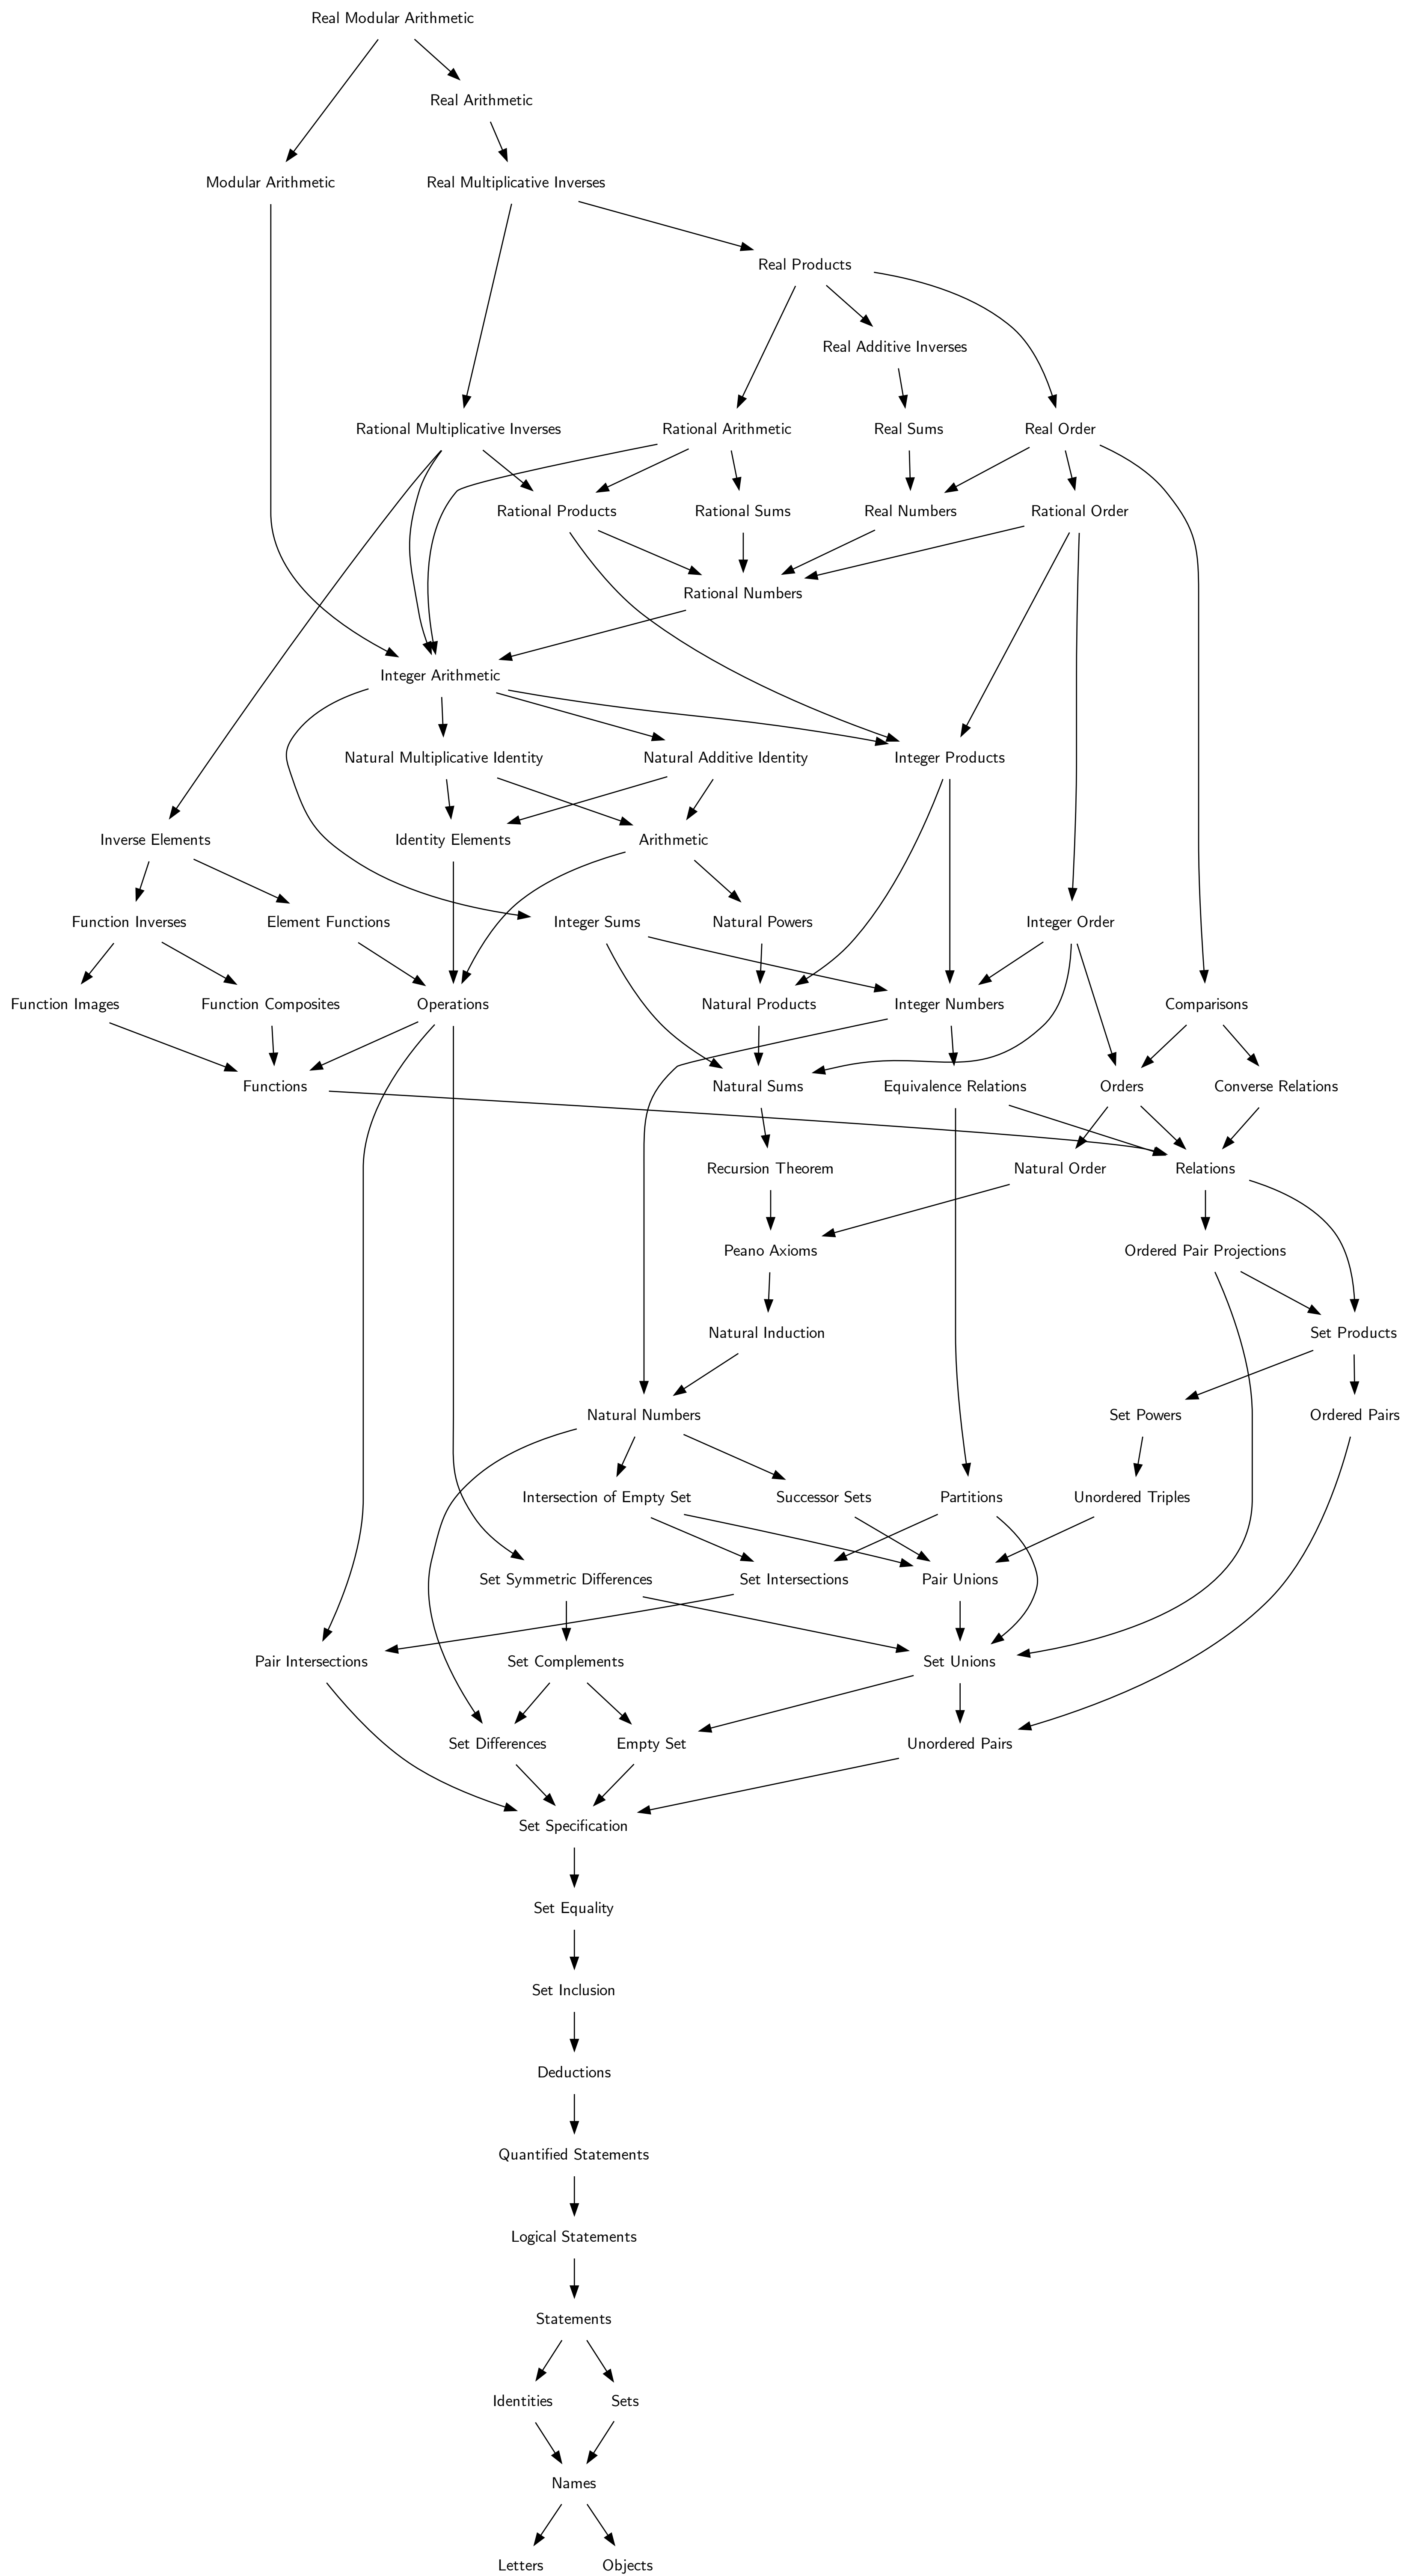 Real Modular Arithmetic
Real Arithmetic
Modular Arithmetic
Real Multiplicative Inverses
Real Products
Real Additive Inverses
Rational Multiplicative Inverses
Rational Arithmetic
Real Sums
Real Order
Rational Products
Rational Sums
Real Numbers
Rational Order
Rational Numbers
Integer Arithmetic
Natural Multiplicative Identity
Natural Additive Identity
Integer Products
Inverse Elements
Identity Elements
Arithmetic
Function Inverses
Element Functions
Integer Sums
Natural Powers
Integer Order
Function Images
Function Composites
Operations
Natural Products
Integer Numbers
Comparisons
Functions
Natural Sums
Equivalence Relations
Orders
Converse Relations
Recursion Theorem
Natural Order
Relations
Peano Axioms
Ordered Pair Projections
Natural Induction
Set Products
Natural Numbers
Set Powers
Ordered Pairs
Intersection of Empty Set
Successor Sets
Partitions
Unordered Triples
Set Symmetric Differences
Set Intersections
Pair Unions
Pair Intersections
Set Complements
Set Unions
Set Differences
Empty Set
Unordered Pairs
Set Specification
Set Equality
Set Inclusion
Deductions
Quantified Statements
Logical Statements
Statements
Identities
Sets
Names
Letters
Objects